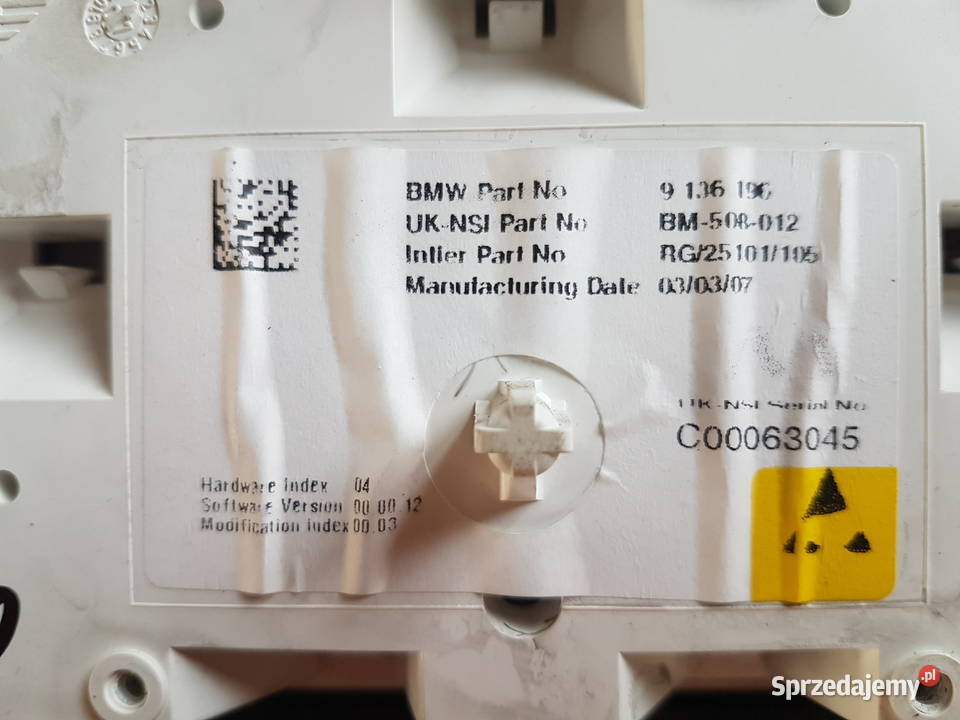 BMW Part No 9 136 196
UK-NSI Part No BM-508-012
Intier Part No RG/25101/105
Manufacturing Date 03/03/07
UK-NSI Serial No
C00063045
Hardware Index 04
Software Version 00.00.12
Modification Index 00.03
Sprzedajemy.pl